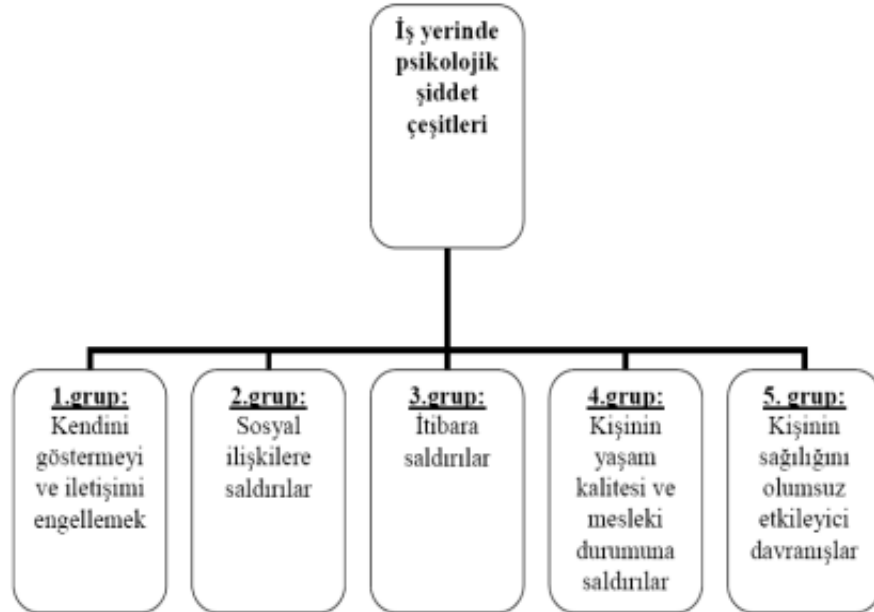 İş yerinde
psikolojik
şiddet
çeşitleri
1.grup:
Kendini
göstermeyi
ve iletişimi
engellemek
2.grup:
Sosyal
ilişkilere
saldırılar
3.grup:
İtibara
saldırılar
4.grup:
Kişinin
yaşam
kalitesi ve
mesleki
durumuna
saldırılar
5. grup:
Kişinin
sağılığını
olumsuz
etkileyici
davranışlar